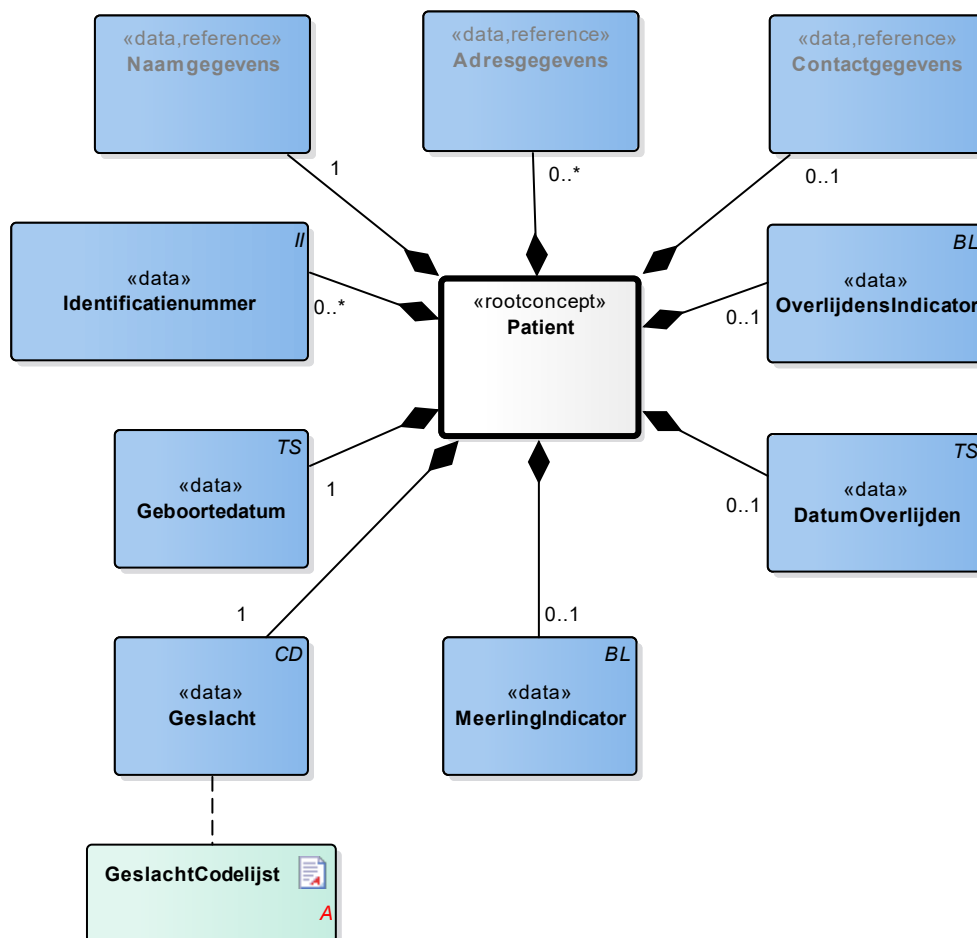 «data,reference»
Naamgegevens
«data,reference»
Adresgegevens
«data,reference»
Contactgegevens
1
0..*
0..1
II
«data»
Identificatienummer
0..*
«rootconcept»
Patient
BL
«data»
OverlijdensIndicator
0..1
TS
«data»
Geboortedatum
1
TS
«data»
DatumOverlijden
0..1
1
0..1
CD
«data»
Geslacht
BL
«data»
MeerlingIndicator
GeslachtCodelijst
A
A